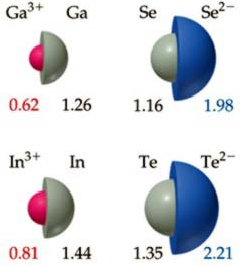 Ga³⁺ Ga Se Se²⁻
0.62 1.26 1.16 1.98
In³⁺ In Te Te²⁻
0.81 1.44 1.35 2.21